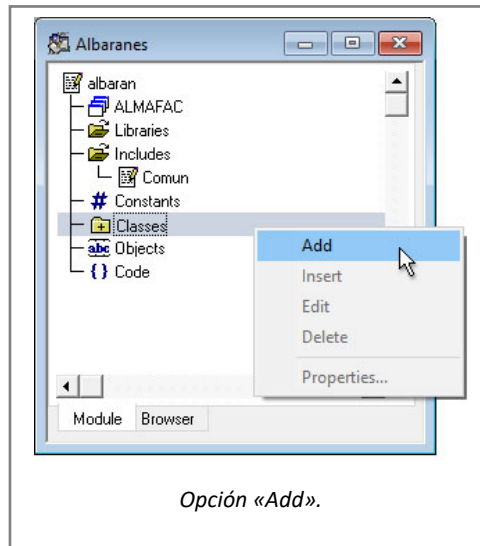 Albaranes
albaran
ALMAFAC
Libraries
Includes
Comun
# Constants
Classes
abc Objects
{ } Code
Add
Insert
Edit
Delete
Properties...
Module Browser
Opción «Add».